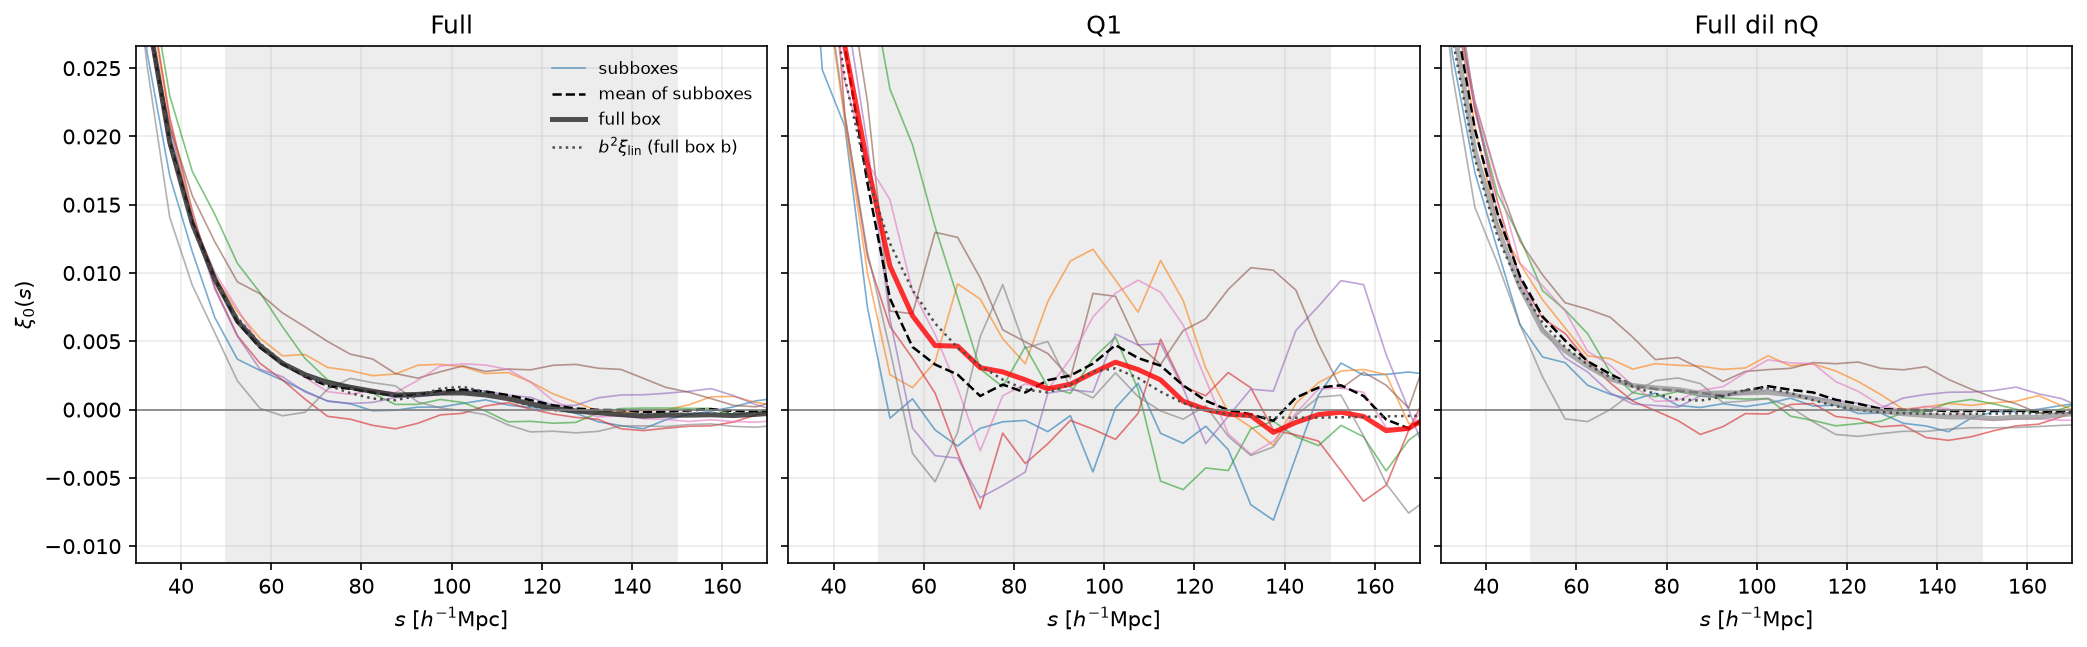 Full
Q1
Full dil nQ
subboxes
mean of subboxes
full box
b²ξ_lin (full box b)
ξ₀(s)
0.025
0.020
0.015
0.010
0.005
0.000
−0.005
−0.010
40 60 80 100 120 140 160
40 60 80 100 120 140 160
40 60 80 100 120 140 160
s [h⁻¹Mpc]
s [h⁻¹Mpc]
s [h⁻¹Mpc]